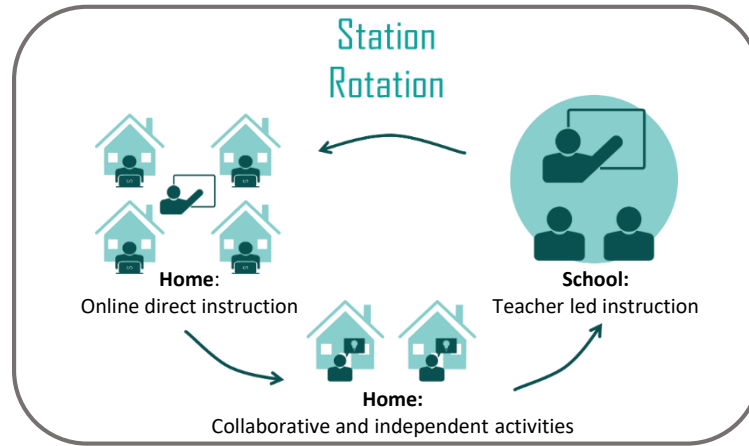 Station
Rotation
Home:
Online direct instruction
School:
Teacher led instruction
Home:
Collaborative and independent activities